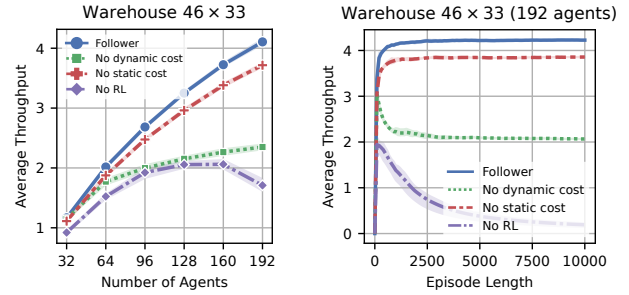 Warehouse 46 × 33
Average Throughput
4
3
2
1
Follower
No dynamic cost
No static cost
No RL
32 64 96 128 160 192
Number of Agents
Warehouse 46 × 33 (192 agents)
Average Throughput
4
3
2
1
0
Follower
No dynamic cost
No static cost
No RL
0 2500 5000 7500 10000
Episode Length